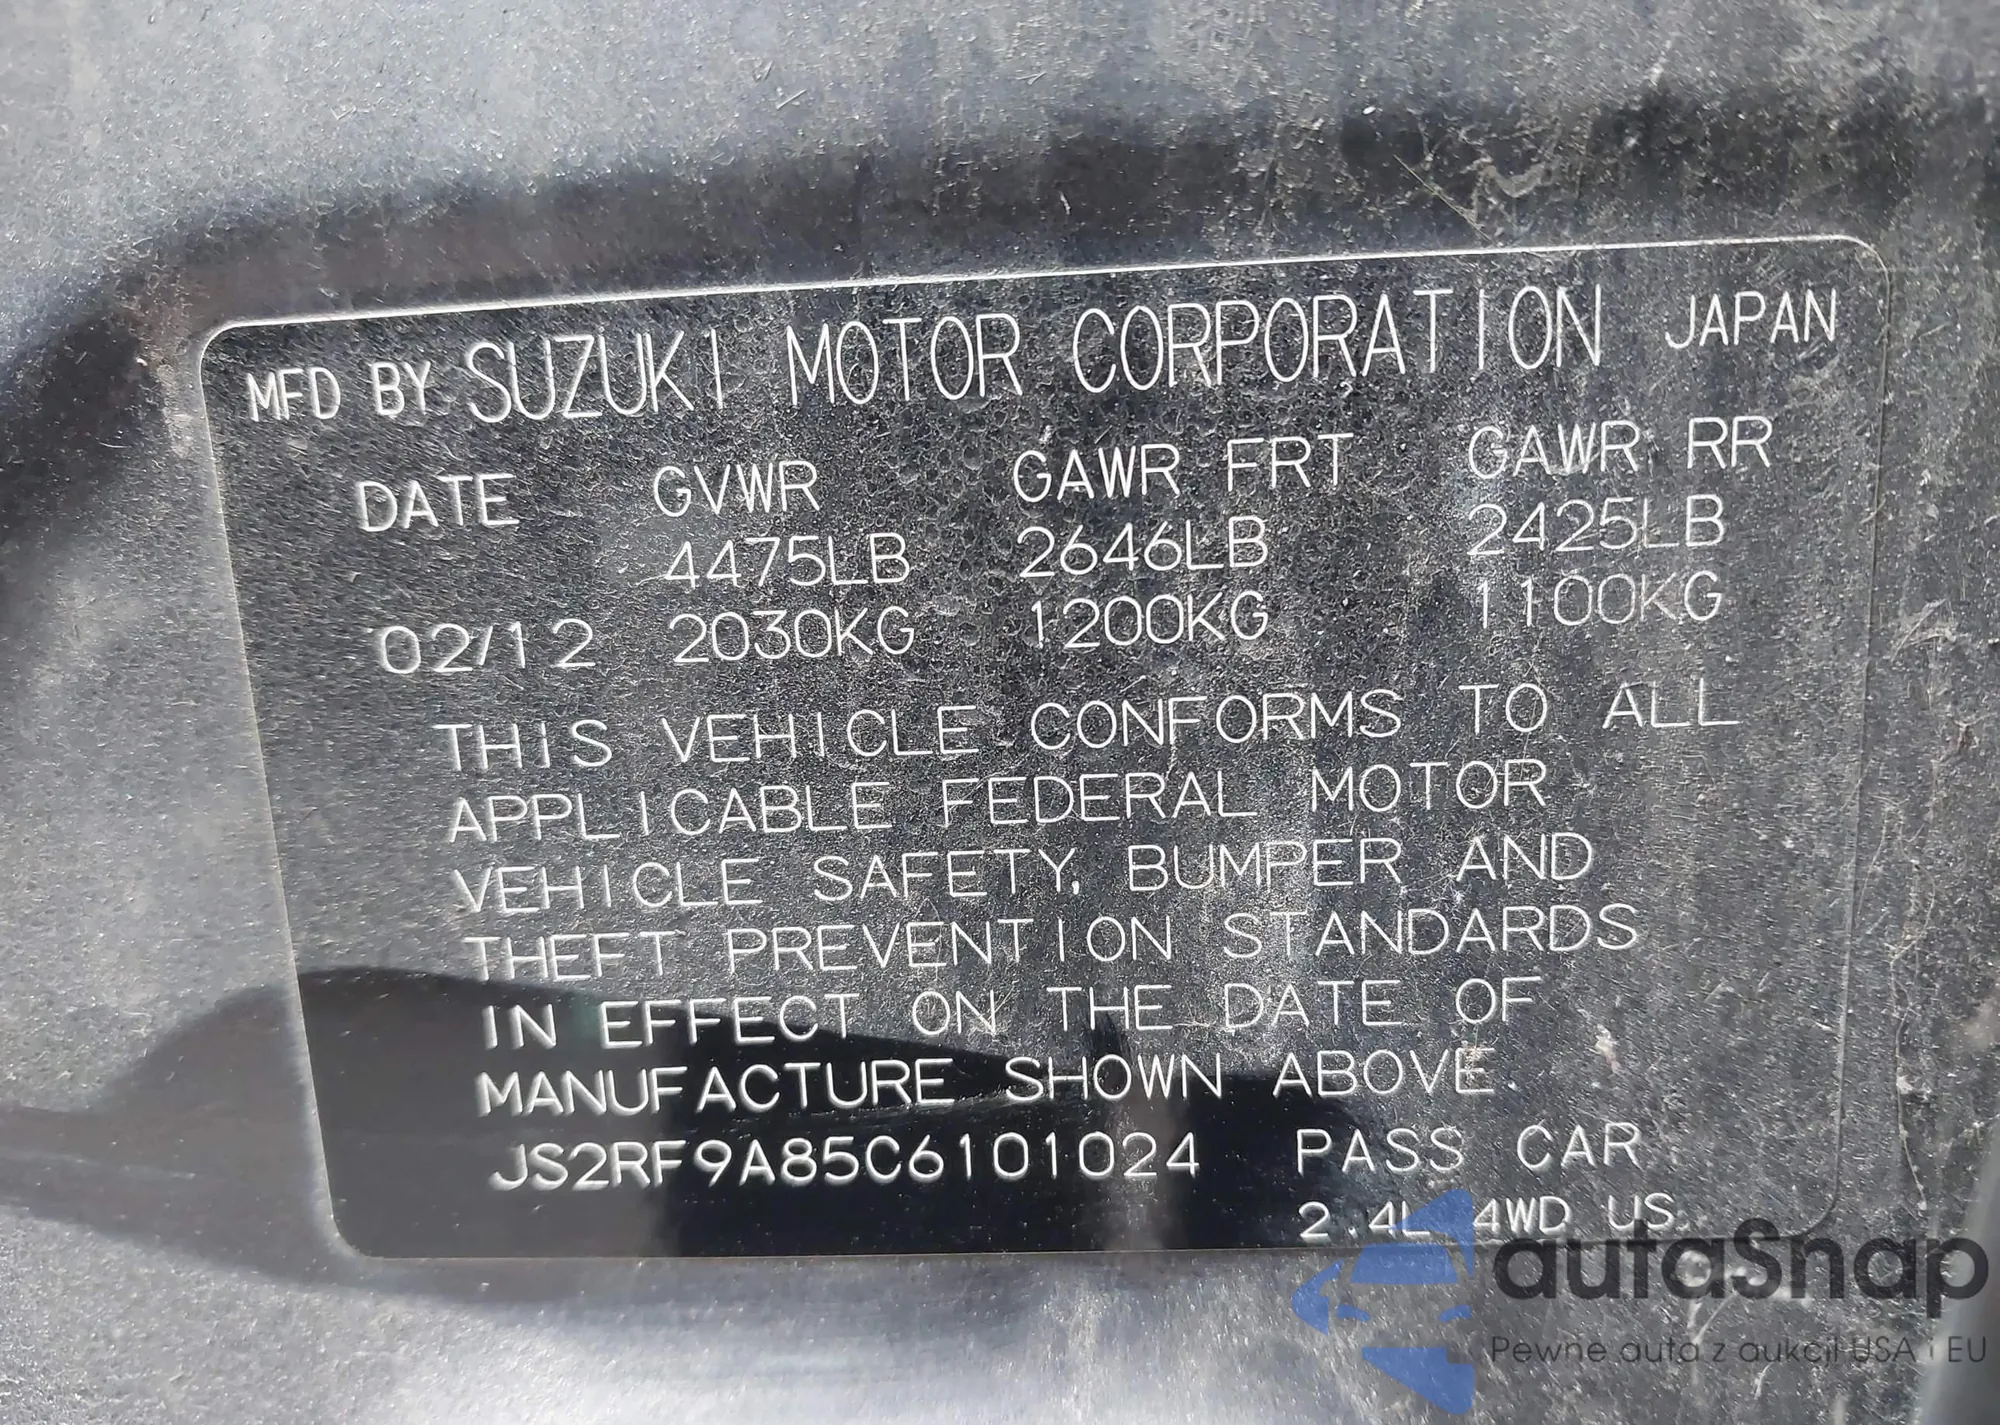 MFD BY SUZUKI MOTOR CORPORATION JAPAN
DATE GVWR GAWR FRT GAWR RR
4475LB 2646LB 2425LB
02/12 2030KG 1200KG 1100KG
THIS VEHICLE CONFORMS TO ALL
APPLICABLE FEDERAL MOTOR
VEHICLE SAFETY, BUMPER AND
THEFT PREVENTION STANDARDS
IN EFFECT ON THE DATE OF
MANUFACTURE SHOWN ABOVE.
JS2RF9A85C6101024 PASS CAR
2.4L 4WD US
autaSnap
Pewne auta z aukcji USA i EU